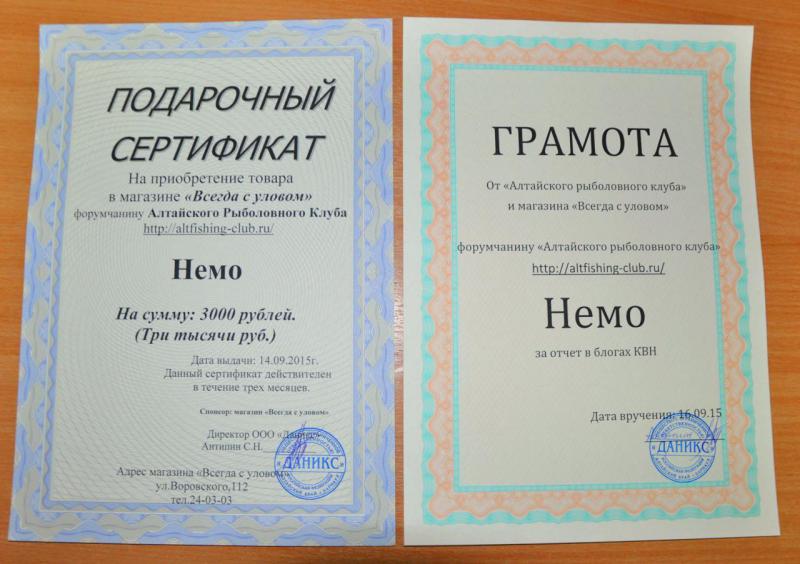 ПОДАРОЧНЫЙ
СЕРТИФИКАТ
На приобретение товара
в магазине «Всегда с уловом»
форумчанину Алтайского Рыболовного Клуба
http://altfishing-club.ru/
Немо
На сумму: 3000 рублей.
(Три тысячи руб.)
Дата выдачи: 14.09.2015г.
Данный сертификат действителен
в течение трех месяцев.
Спонсор: магазин «Всегда с уловом»
Директор ООО «Даникс»
Антипин С.Н.
ДАНИКС
Адрес магазина «Всегда с уловом»
ул.Воровского,112
тел.24-03-03
ГРАМОТА
От «Алтайского рыболовного клуба»
и магазина «Всегда с уловом»
форумчанину «Алтайского рыболовного клуба»
http://altfishing-club.ru/
Немо
за отчет в блогах КВН
Дата вручения: 16.09.15
ДАНИКС